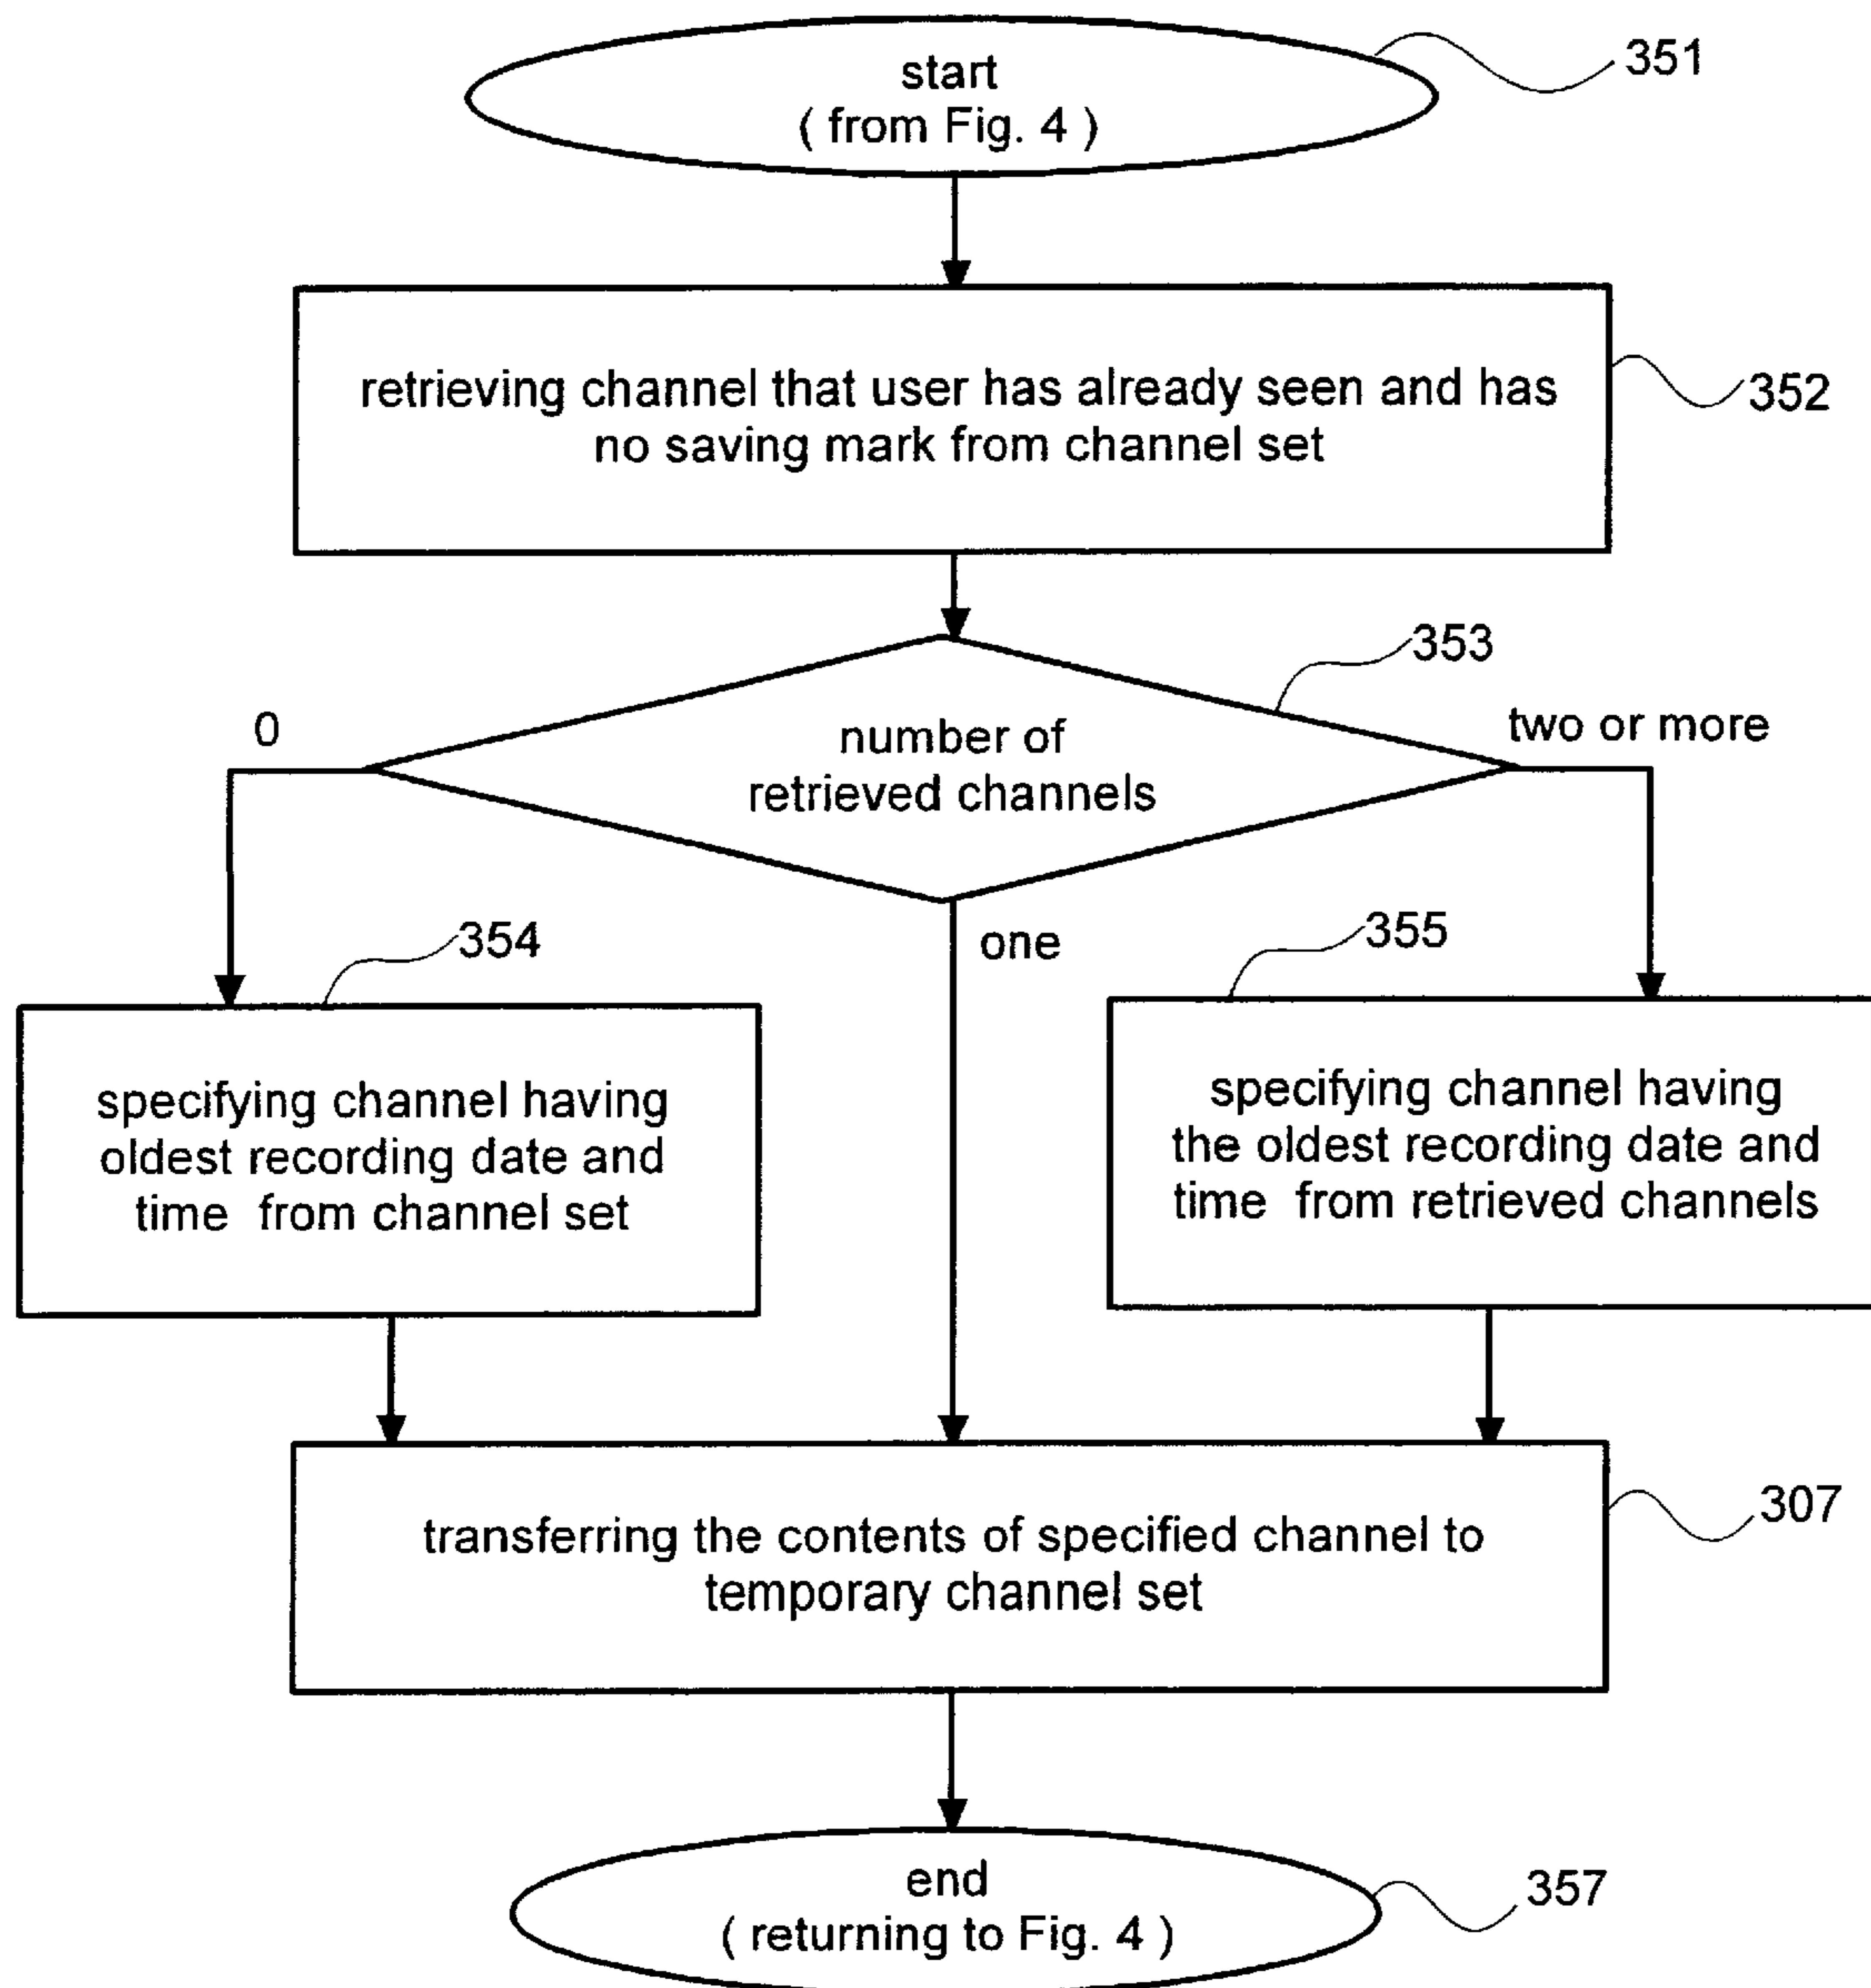 start
( from Fig. 4 )
351
retrieving channel that user has already seen and has
no saving mark from channel set
352
353
0
number of
retrieved channels
two or more
354
one
355
specifying channel having
oldest recording date and
time from channel set
specifying channel having
the oldest recording date and
time from retrieved channels
transferring the contents of specified channel to
temporary channel set
307
end
( returning to Fig. 4 )
357